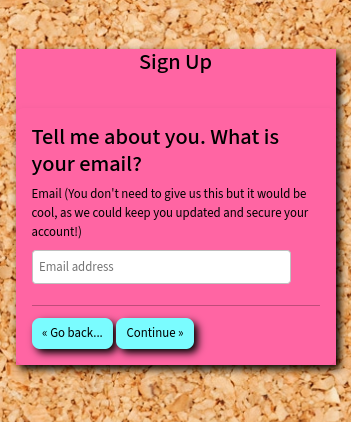 Sign Up
Tell me about you. What is
your email?
Email (You don't need to give us this but it would be
cool, as we could keep you updated and secure your
account!)
Email address
« Go back...
Continue »